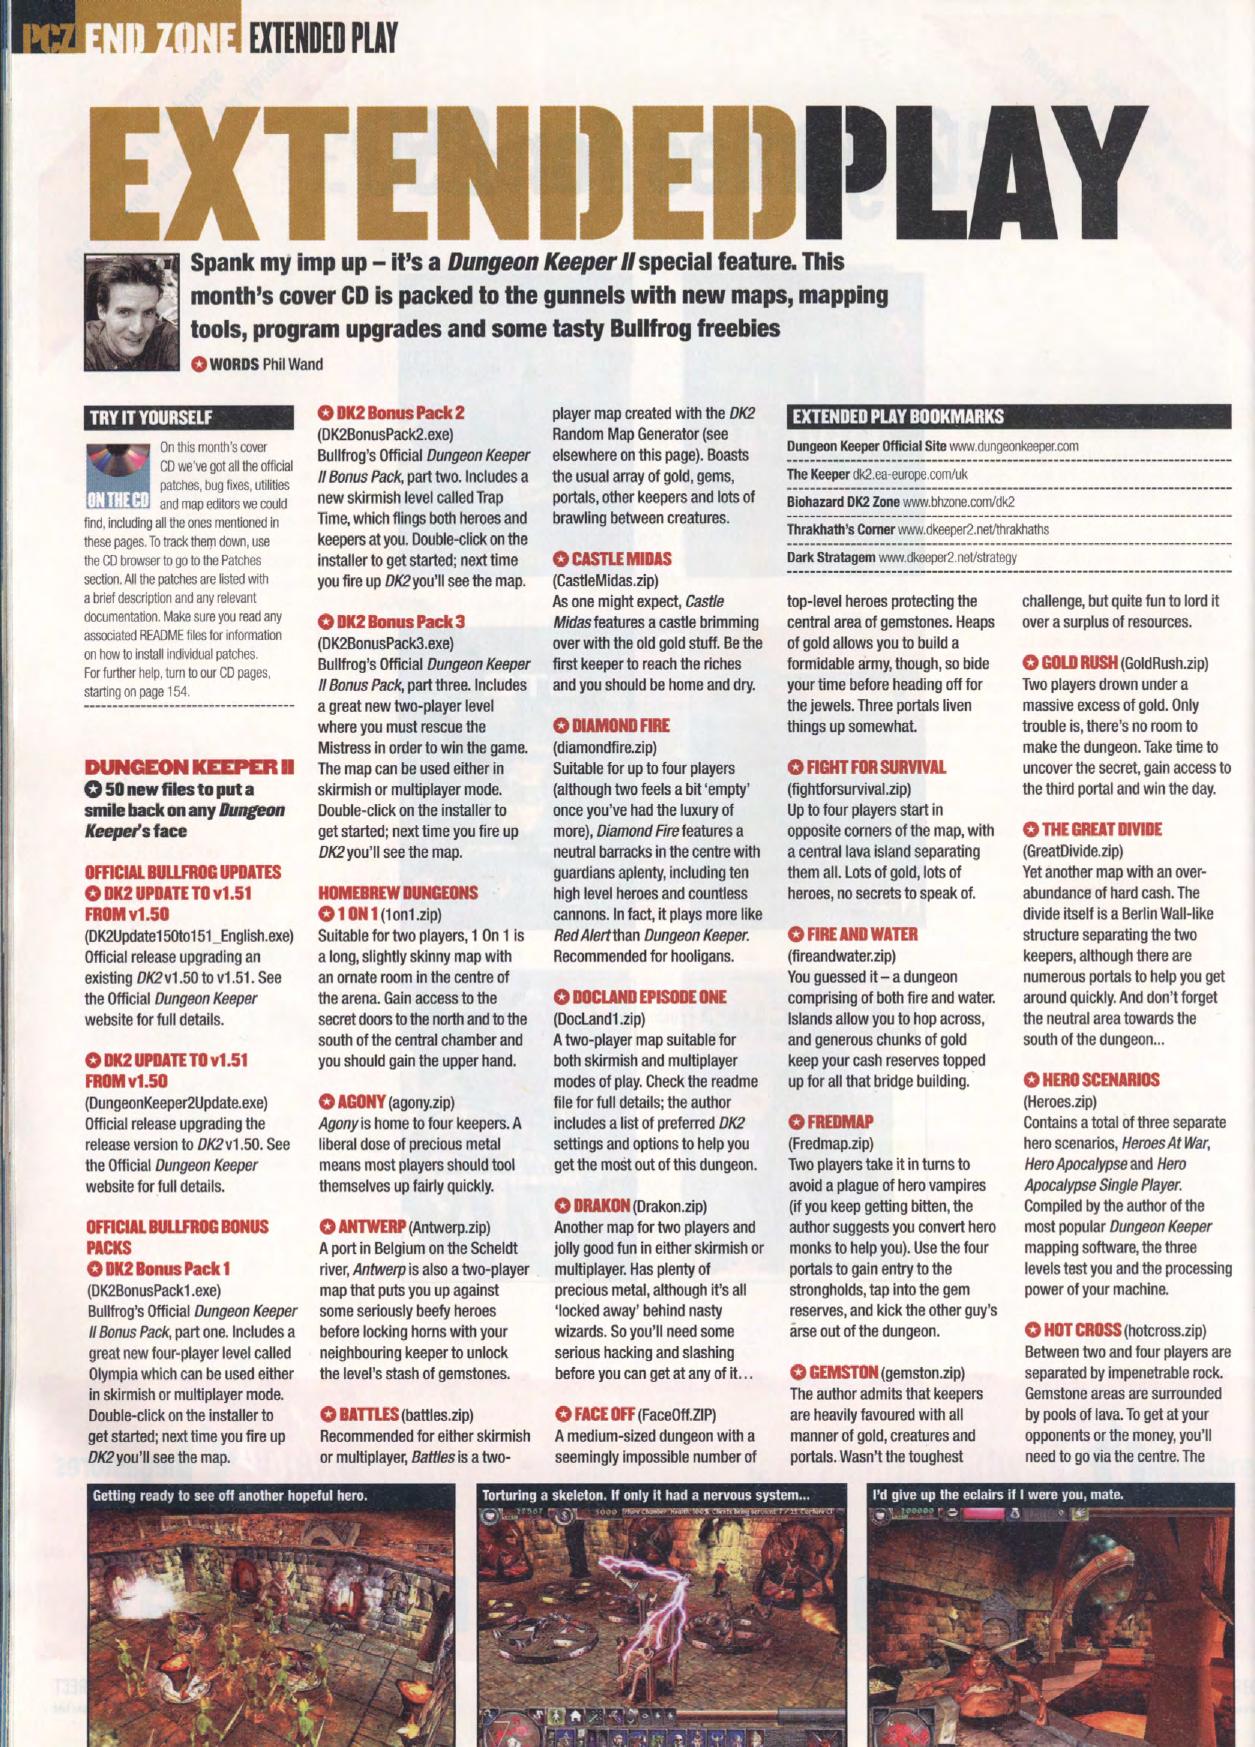 PCZ END ZONE EXTENDED PLAY
EXTENDEDPLAY
Spank my imp up – it's a Dungeon Keeper II special feature. This
month's cover CD is packed to the gunnels with new maps, mapping
tools, program upgrades and some tasty Bullfrog freebies
WORDS Phil Wand
TRY IT YOURSELF
ON THE CD
On this month's cover
CD we've got all the official
patches, bug fixes, utilities
and map editors we could
find, including all the ones mentioned in
these pages. To track them down, use
the CD browser to go to the Patches
section. All the patches are listed with
a brief description and any relevant
documentation. Make sure you read any
associated README files for information
on how to install individual patches.
For further help, turn to our CD pages,
starting on page 154.
DUNGEON KEEPER II
50 new files to put a
smile back on any Dungeon
Keeper's face
OFFICIAL BULLFROG UPDATES
DK2 UPDATE TO v1.51
FROM v1.50
(DK2Update150to151_English.exe)
Official release upgrading an
existing DK2 v1.50 to v1.51. See
the Official Dungeon Keeper
website for full details.
DK2 UPDATE TO v1.51
FROM v1.50
(DungeonKeeper2Update.exe)
Official release upgrading the
release version to DK2 v1.50. See
the Official Dungeon Keeper
website for full details.
OFFICIAL BULLFROG BONUS
PACKS
DK2 Bonus Pack 1
(DK2BonusPack1.exe)
Bullfrog's Official Dungeon Keeper
II Bonus Pack, part one. Includes a
great new four-player level called
Olympia which can be used either
in skirmish or multiplayer mode.
Double-click on the installer to
get started; next time you fire up
DK2 you'll see the map.
DK2 Bonus Pack 2
(DK2BonusPack2.exe)
Bullfrog's Official Dungeon Keeper
II Bonus Pack, part two. Includes a
new skirmish level called Trap
Time, which flings both heroes and
keepers at you. Double-click on the
installer to get started; next time
you fire up DK2 you'll see the map.
DK2 Bonus Pack 3
(DK2BonusPack3.exe)
Bullfrog's Official Dungeon Keeper
II Bonus Pack, part three. Includes
a great new two-player level
where you must rescue the
Mistress in order to win the game.
The map can be used either in
skirmish or multiplayer mode.
Double-click on the installer to
get started; next time you fire up
DK2 you'll see the map.
HOMEBREW DUNGEONS
1 ON 1 (1on1.zip)
Suitable for two players, 1 On 1 is
a long, slightly skinny map with
an ornate room in the centre of
the arena. Gain access to the
secret doors to the north and to the
south of the central chamber and
you should gain the upper hand.
AGONY (agony.zip)
Agony is home to four keepers. A
liberal dose of precious metal
means most players should tool
themselves up fairly quickly.
ANTWERP (Antwerp.zip)
A port in Belgium on the Scheldt
river, Antwerp is also a two-player
map that puts you up against
some seriously beefy heroes
before locking horns with your
neighbouring keeper to unlock
the level's stash of gemstones.
BATTLES (battles.zip)
Recommended for either skirmish
or multiplayer, Battles is a two-
player map created with the DK2
Random Map Generator (see
elsewhere on this page). Boasts
the usual array of gold, gems,
portals, other keepers and lots of
brawling between creatures.
CASTLE MIDAS
(CastleMidas.zip)
As one might expect, Castle
Midas features a castle brimming
over with the old gold stuff. Be the
first keeper to reach the riches
and you should be home and dry.
DIAMOND FIRE
(diamondfire.zip)
Suitable for up to four players
(although two feels a bit 'empty'
once you've had the luxury of
more), Diamond Fire features a
neutral barracks in the centre with
guardians aplenty, including ten
high level heroes and countless
cannons. In fact, it plays more like
Red Alert than Dungeon Keeper.
Recommended for hooligans.
DOCLAND EPISODE ONE
(DocLand1.zip)
A two-player map suitable for
both skirmish and multiplayer
modes of play. Check the readme
file for full details; the author
includes a list of preferred DK2
settings and options to help you
get the most out of this dungeon.
DRAKON (Drakon.zip)
Another map for two players and
jolly good fun in either skirmish or
multiplayer. Has plenty of
precious metal, although it's all
'locked away' behind nasty
wizards. So you'll need some
serious hacking and slashing
before you can get at any of it...
FACE OFF (FaceOff.ZIP)
A medium-sized dungeon with a
seemingly impossible number of
EXTENDED PLAY BOOKMARKS
Dungeon Keeper Official Site www.dungeonkeeper.com
The Keeper dk2.ea-europe.com/uk
Biohazard DK2 Zone www.bhzone.com/dk2
Thrakhath's Corner www.dkeeper2.net/thrakhaths
Dark Stratagem www.dkeeper2.net/strategy
top-level heroes protecting the
central area of gemstones. Heaps
of gold allows you to build a
formidable army, though, so bide
your time before heading off for
the jewels. Three portals liven
things up somewhat.
FIGHT FOR SURVIVAL
(fightforsurvival.zip)
Up to four players start in
opposite corners of the map, with
a central lava island separating
them all. Lots of gold, lots of
heroes, no secrets to speak of.
FIRE AND WATER
(fireandwater.zip)
You guessed it – a dungeon
comprising of both fire and water.
Islands allow you to hop across,
and generous chunks of gold
keep your cash reserves topped
up for all that bridge building.
FREDMAP
(Fredmap.zip)
Two players take it in turns to
avoid a plague of hero vampires
(if you keep getting bitten, the
author suggests you convert hero
monks to help you). Use the four
portals to gain entry to the
strongholds, tap into the gem
reserves, and kick the other guy's
arse out of the dungeon.
GEMSTON (gemston.zip)
The author admits that keepers
are heavily favoured with all
manner of gold, creatures and
portals. Wasn't the toughest
challenge, but quite fun to lord it
over a surplus of resources.
GOLD RUSH (GoldRush.zip)
Two players drown under a
massive excess of gold. Only
trouble is, there's no room to
make the dungeon. Take time to
uncover the secret, gain access to
the third portal and win the day.
THE GREAT DIVIDE
(GreatDivide.zip)
Yet another map with an over-
abundance of hard cash. The
divide itself is a Berlin Wall-like
structure separating the two
keepers, although there are
numerous portals to help you get
around quickly. And don't forget
the neutral area towards the
south of the dungeon...
HERO SCENARIOS
(Heroes.zip)
Contains a total of three separate
hero scenarios, Heroes At War,
Hero Apocalypse and Hero
Apocalypse Single Player.
Compiled by the author of the
most popular Dungeon Keeper
mapping software, the three
levels test you and the processing
power of your machine.
HOT CROSS (hotcross.zip)
Between two and four players are
separated by impenetrable rock.
Gemstone areas are surrounded
by pools of lava. To get at your
opponents or the money, you'll
need to go via the centre. The
Getting ready to see off another hopeful hero.
Torturing a skeleton. If only it had a nervous system...
I'd give up the eclairs if I were you, mate.